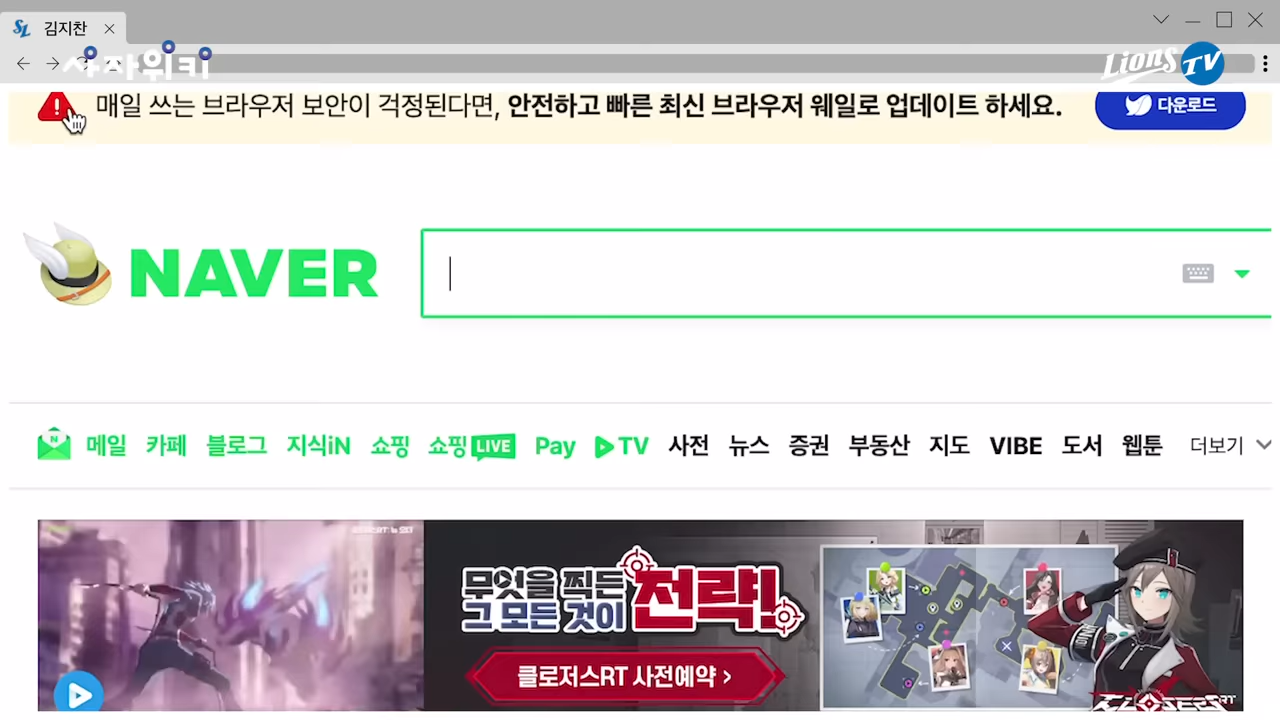 김지찬
사자위키
Lions TV
매일 쓰는 브라우저 보안이 걱정된다면, 안전하고 빠른 최신 브라우저 웨일로 업데이트 하세요.
다운로드
NAVER
메일 카페 블로그 지식iN 쇼핑 쇼핑LIVE Pay TV 사전 뉴스 증권 부동산 지도 VIBE 도서 웹툰 더보기
무엇을 찍든
그 모든 것이
전략!
클로저스RT 사전예약 >
CLOSERS RT